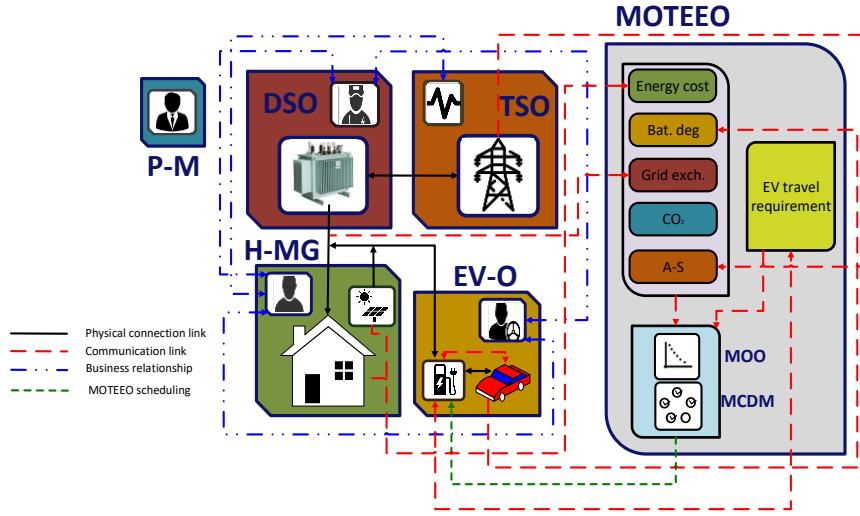 MOTEEO
DSO
TSO
P-M
Energy cost
Bat. deg
Grid exch.
CO₂
A-S
EV travel
requirement
H-MG
EV-O
MOO
MCDM
Physical connection link
Communication link
Business relationship
MOTEEO scheduling